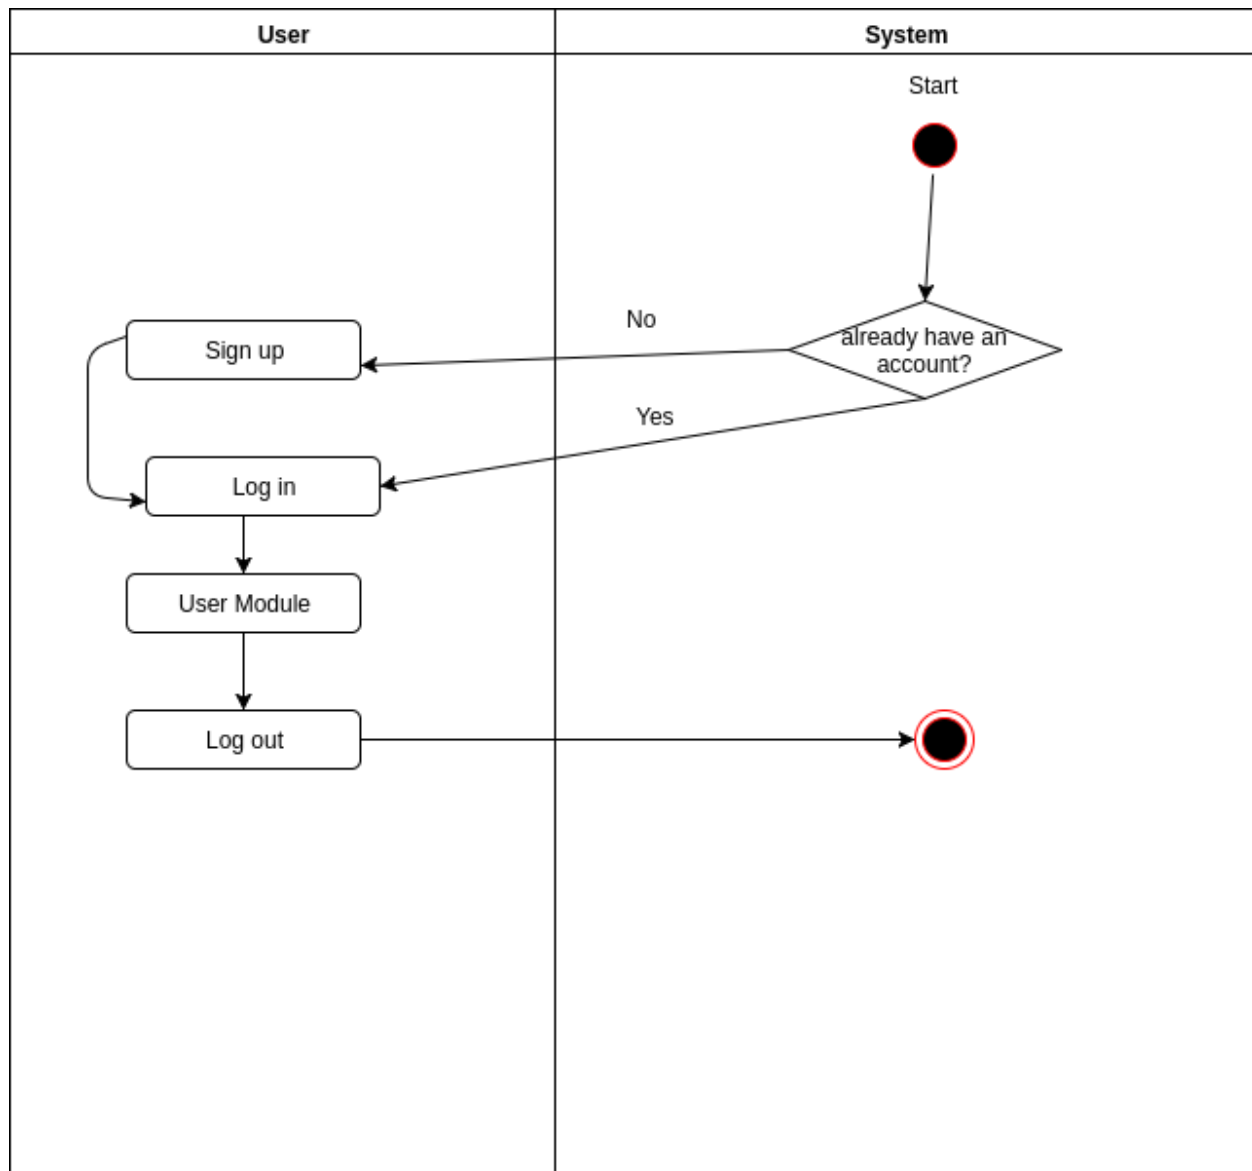 User
System
Start
already have an
account?
No
Sign up
Yes
Log in
User Module
Log out